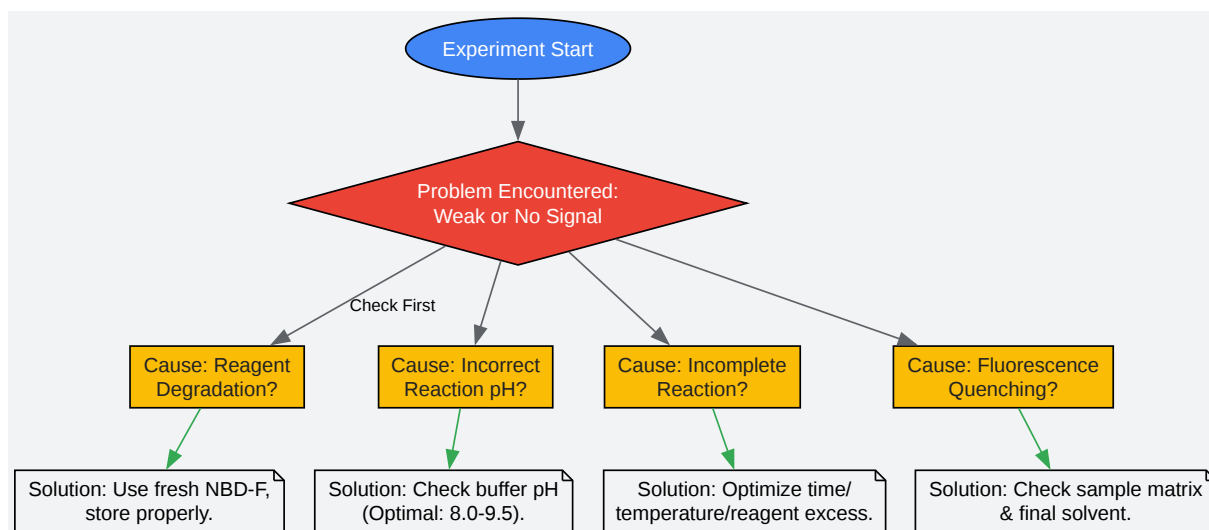 Experiment Start
Problem Encountered:
Weak or No Signal
Check First
Cause: Reagent
Degradation?
Cause: Incorrect
Reaction pH?
Cause: Incomplete
Reaction?
Cause: Fluorescence
Quenching?
Solution: Use fresh NBD-F,
store properly.
Solution: Check buffer pH
(Optimal: 8.0-9.5).
Solution: Optimize time/
temperature/reagent excess.
Solution: Check sample matrix
& final solvent.